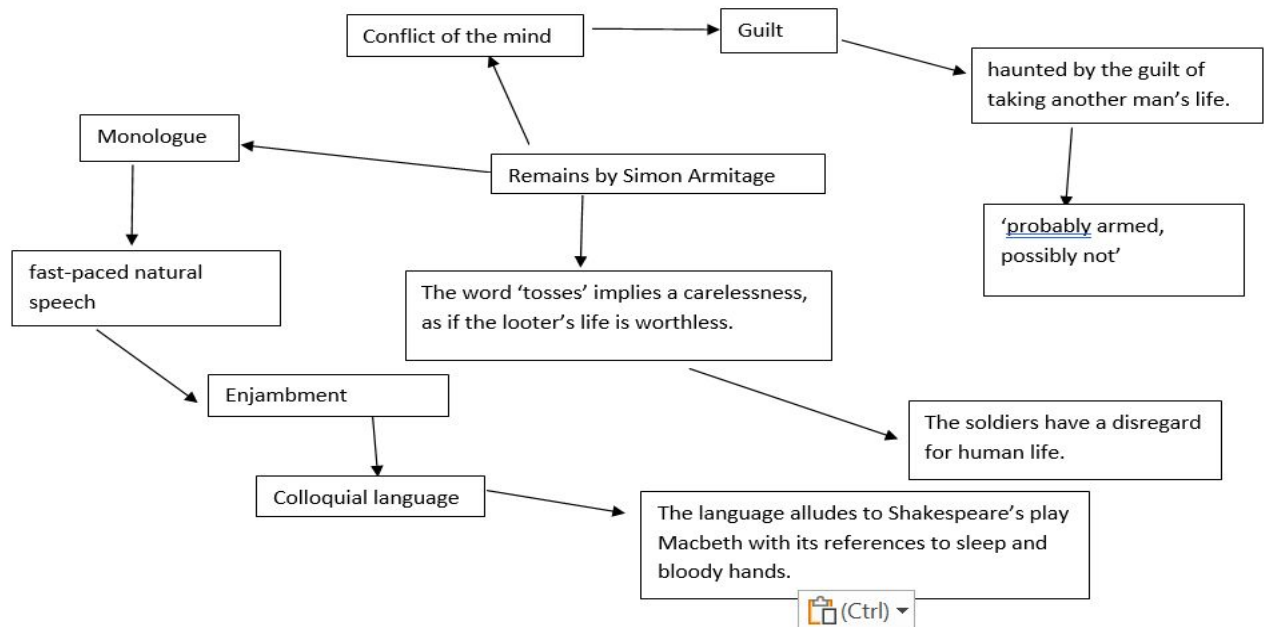 Conflict of the mind
Guilt
haunted by the guilt of
taking another man’s life.
Monologue
Remains by Simon Armitage
‘probably armed,
possibly not’
fast-paced natural
speech
The word ‘tosses’ implies a carelessness,
as if the looter’s life is worthless.
Enjambment
The soldiers have a disregard
for human life.
Colloquial language
The language alludes to Shakespeare’s play
Macbeth with its references to sleep and
bloody hands.
(Ctrl)